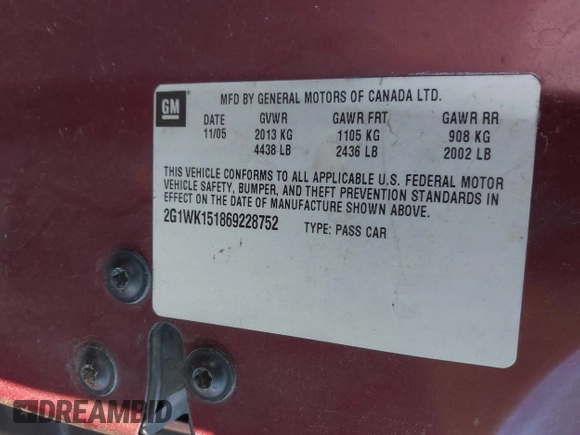 GM
MFD BY GENERAL MOTORS OF CANADA LTD.
DATE GVWR GAWR FRT GAWR RR
11/05 2013 KG 1105 KG 908 KG
4438 LB 2436 LB 2002 LB
THIS VEHICLE CONFORMS TO ALL APPLICABLE U.S. FEDERAL MOTOR
VEHICLE SAFETY, BUMPER, AND THEFT PREVENTION STANDARDS IN
EFFECT ON THE DATE OF MANUFACTURE SHOWN ABOVE.
2G1WK151869228752 TYPE: PASS CAR
DREAMBID